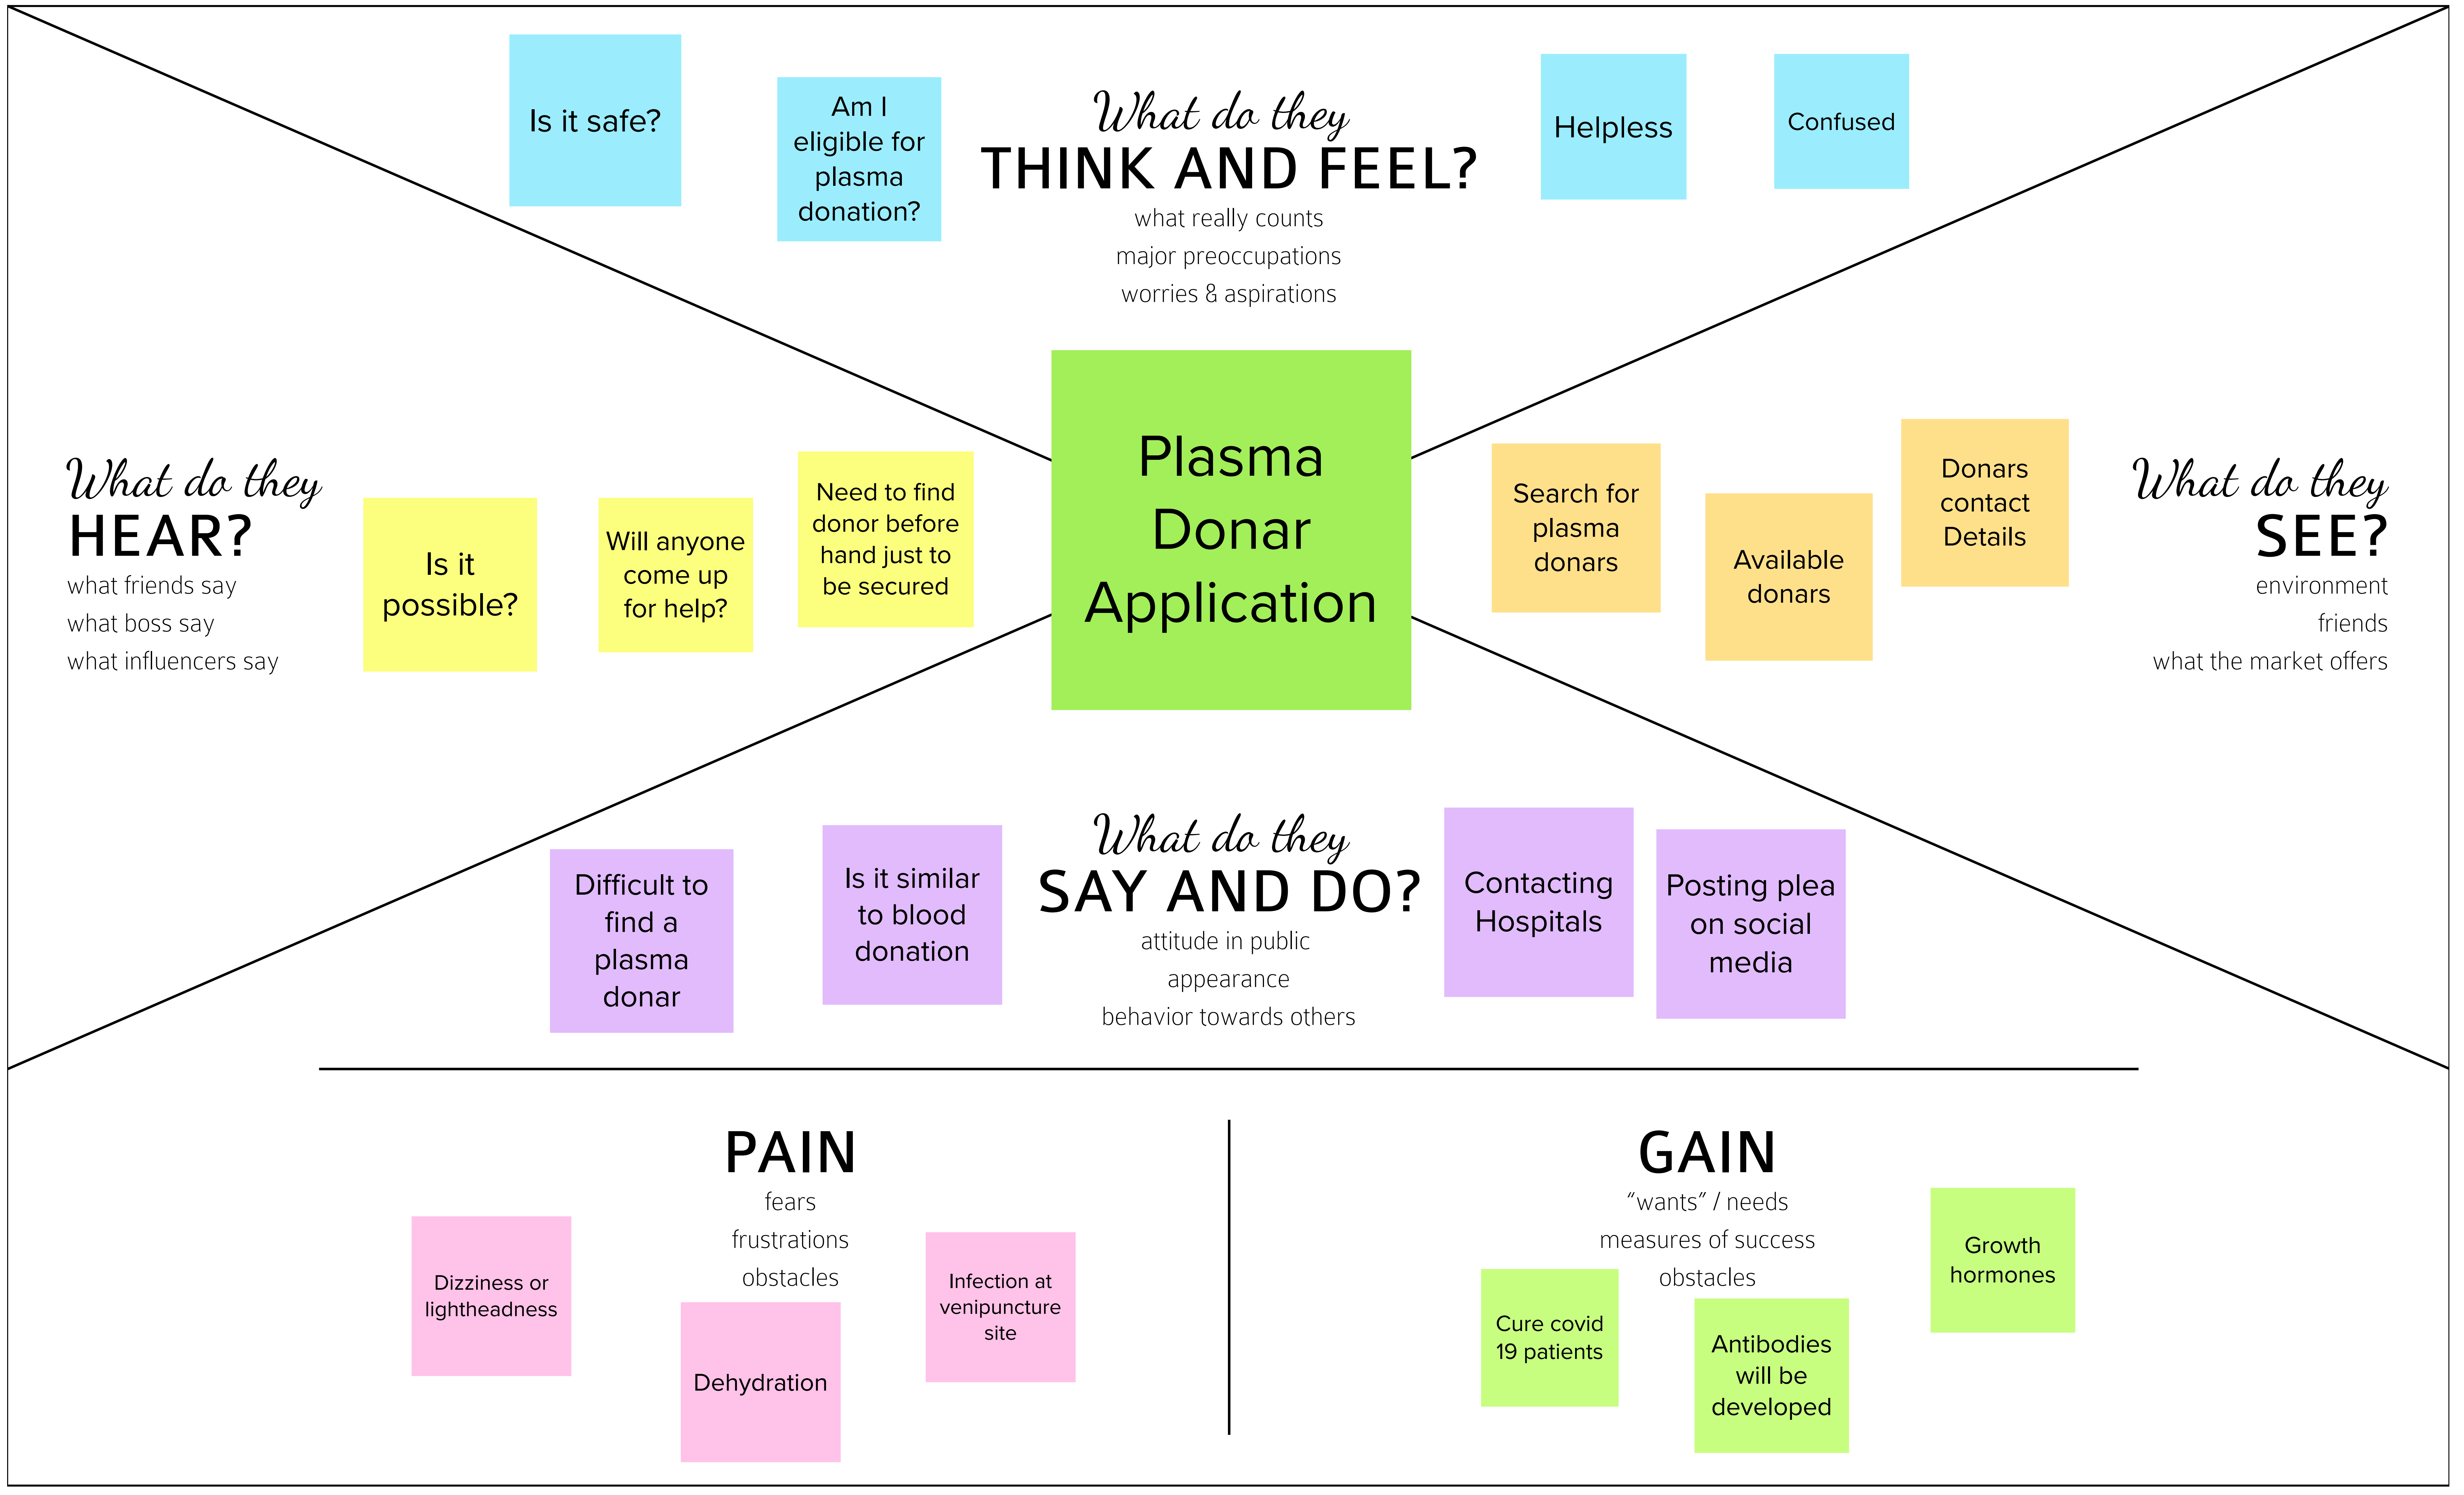 Is it safe?
Am I
eligible for
plasma
donation?
What do they
THINK AND FEEL?
what really counts
major preoccupations
worries & aspirations
Helpless
Confused
What do they
HEAR?
what friends say
what boss say
what influencers say
Is it
possible?
Will anyone
come up
for help?
Need to find
donor before
hand just to
be secured
Plasma
Donar
Application
Search for
plasma
donars
Available
donars
Donars
contact
Details
What do they
SEE?
environment
friends
what the market offers
Difficult to
find a
plasma
donar
Is it similar
to blood
donation
What do they
SAY AND DO?
attitude in public
appearance
behavior towards others
Contacting
Hospitals
Posting plea
on social
media
PAIN
fears
frustrations
obstacles
Dizziness or
lightheadness
Dehydration
Infection at
venipuncture
site
GAIN
“wants” / needs
measures of success
obstacles
Cure covid
19 patients
Antibodies
will be
developed
Growth
hormones